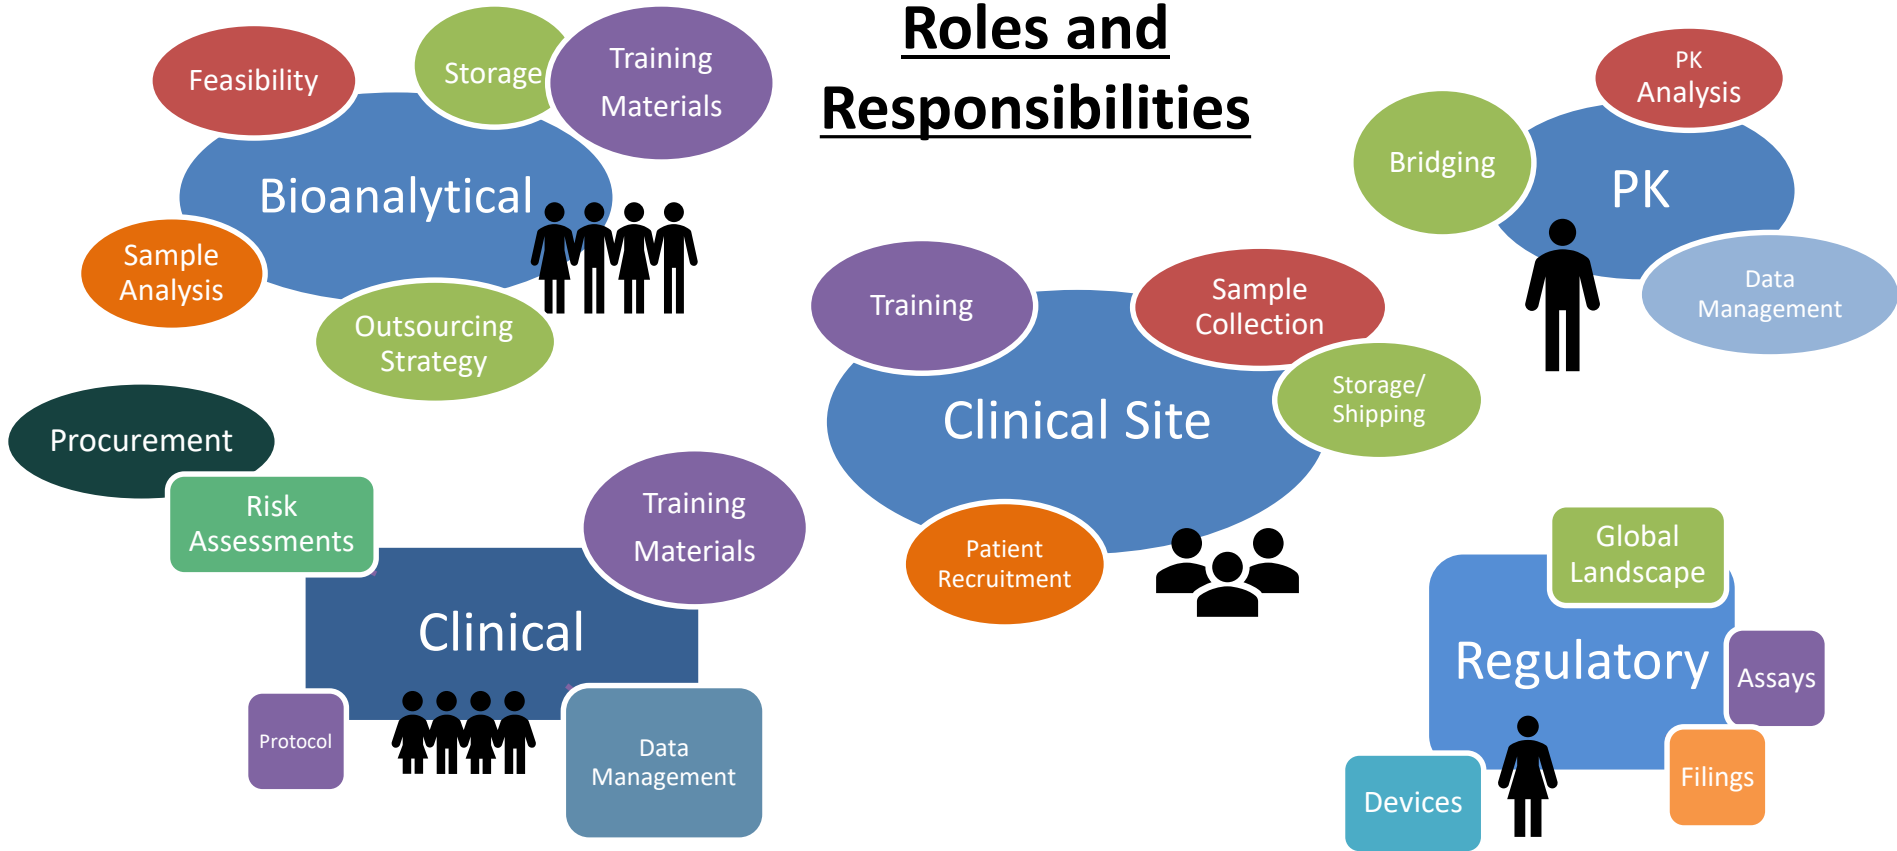 Roles and
Responsibilities
Feasibility
Storage
Training
Materials
Bioanalytical
Sample
Analysis
Outsourcing
Strategy
PK
Analysis
Bridging
PK
Data
Management
Training
Sample
Collection
Storage/
Shipping
Clinical Site
Patient
Recruitment
Procurement
Risk
Assessments
Training
Materials
Clinical
Protocol
Data
Management
Global
Landscape
Regulatory
Assays
Filings
Devices